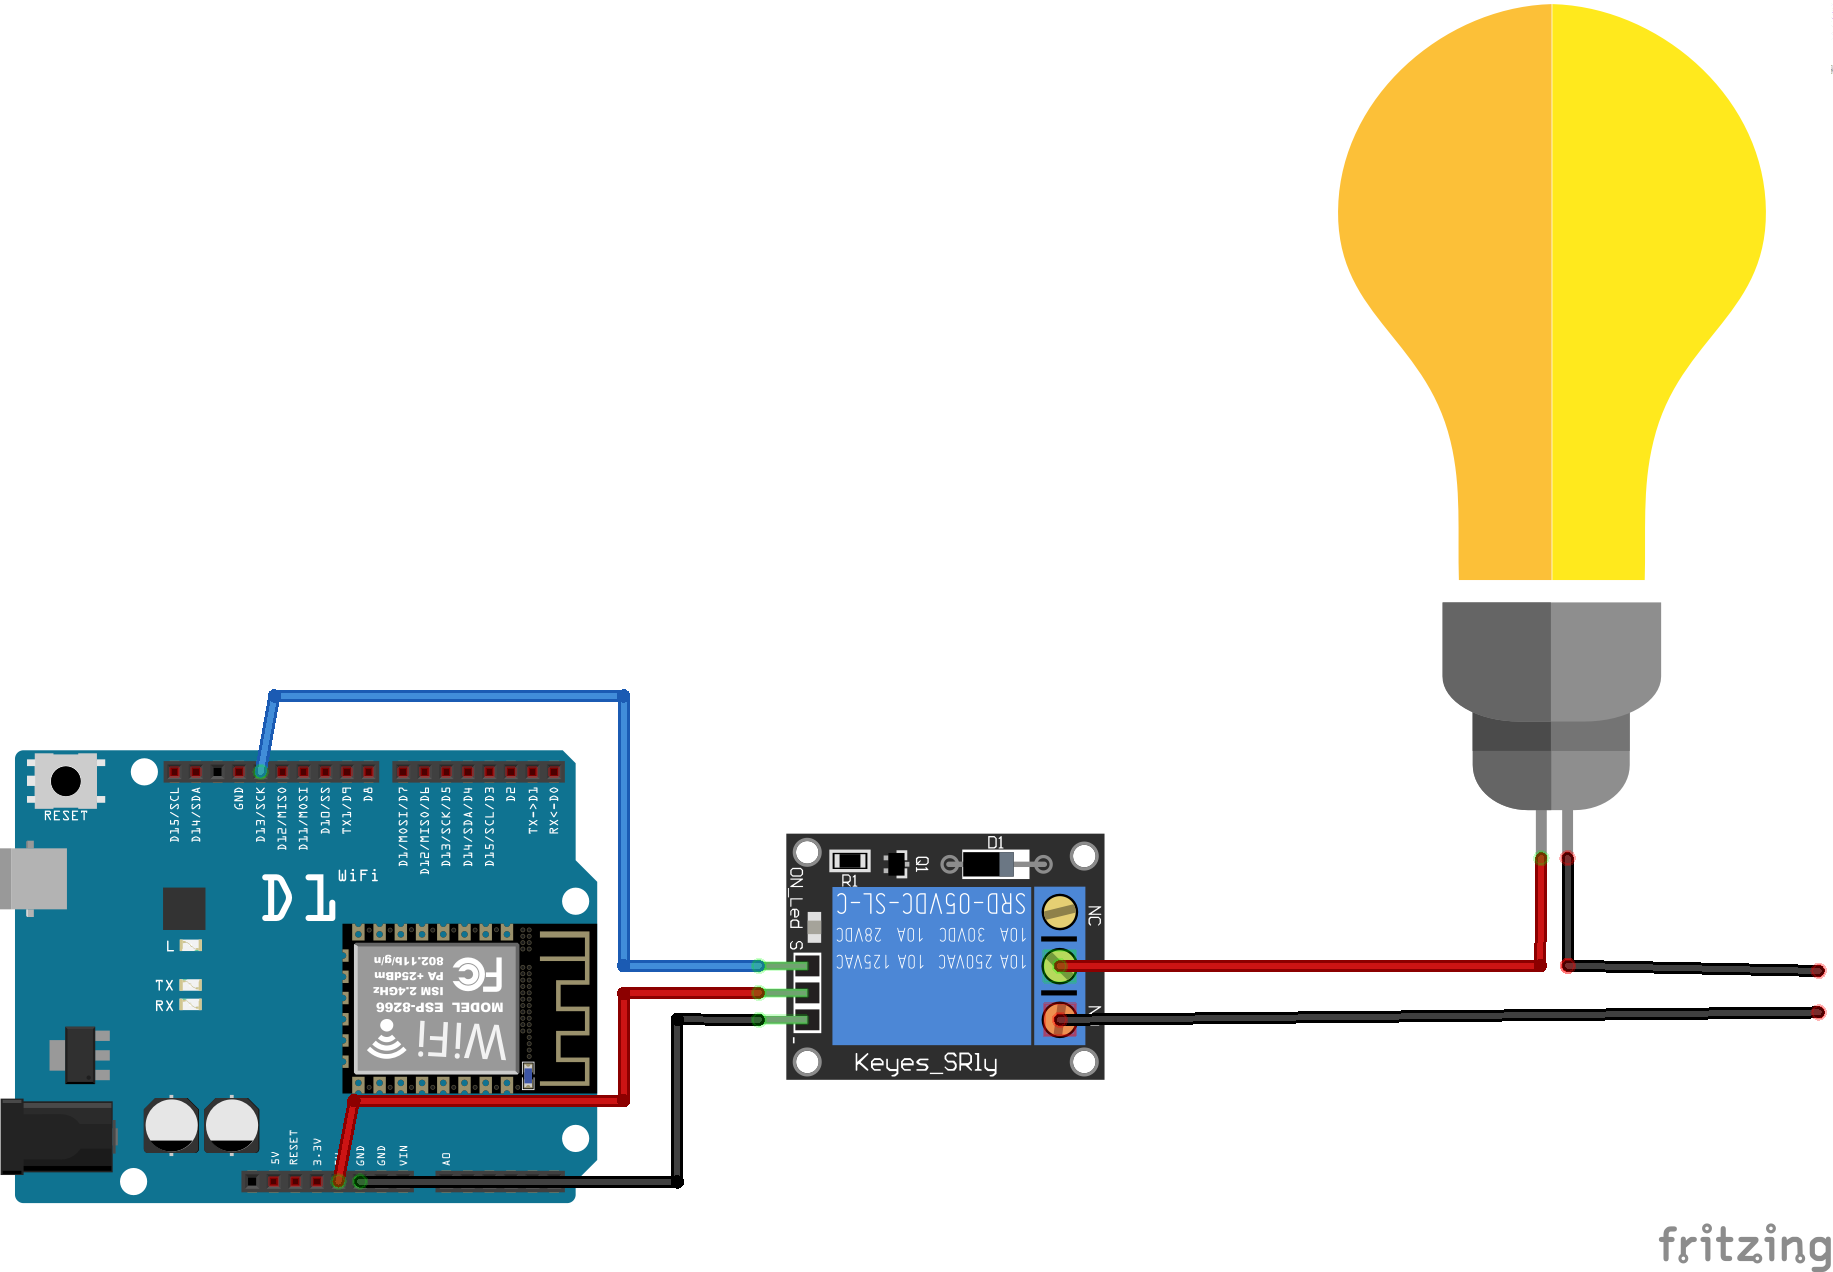 RESET
D15/SCL
D14/SDA
GND
D13/SCK
D12/MISO
D11/MOSI
D10/SS
TX1/D9
D8
D1/MOSI/D7
D12/MISO/D6
D13/SCK/D5
D14/SDA/D4
D15/SCL/D3
D2
TX->D1
RX<-D0
D1 WiFi
L
TX
RX
802.11b/g/n
PA +25dBm
ISM 2.4GHz
MODEL ESP-8266
FC
WiFi
5V
RESET
3.3V
GND
GND
VIN
A0
D1
Q1
R1
ON_Led
S
-
SRD-05VDC-SL-C
10A 30VDC 10A 28VDC
10A 250VAC 10A 125VAC
NC
Keyes_SR1y
fritzing